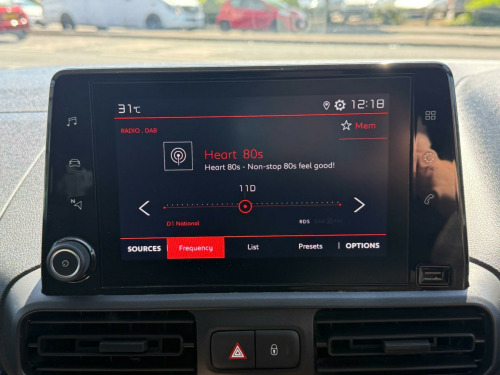 31°C 12:18
RADIO, DAB
Mem
Heart 80s
Heart 80s - Non-stop 80s feel good!
11D
D1 National RDS
SOURCES Frequency List Presets | OPTIONS
N